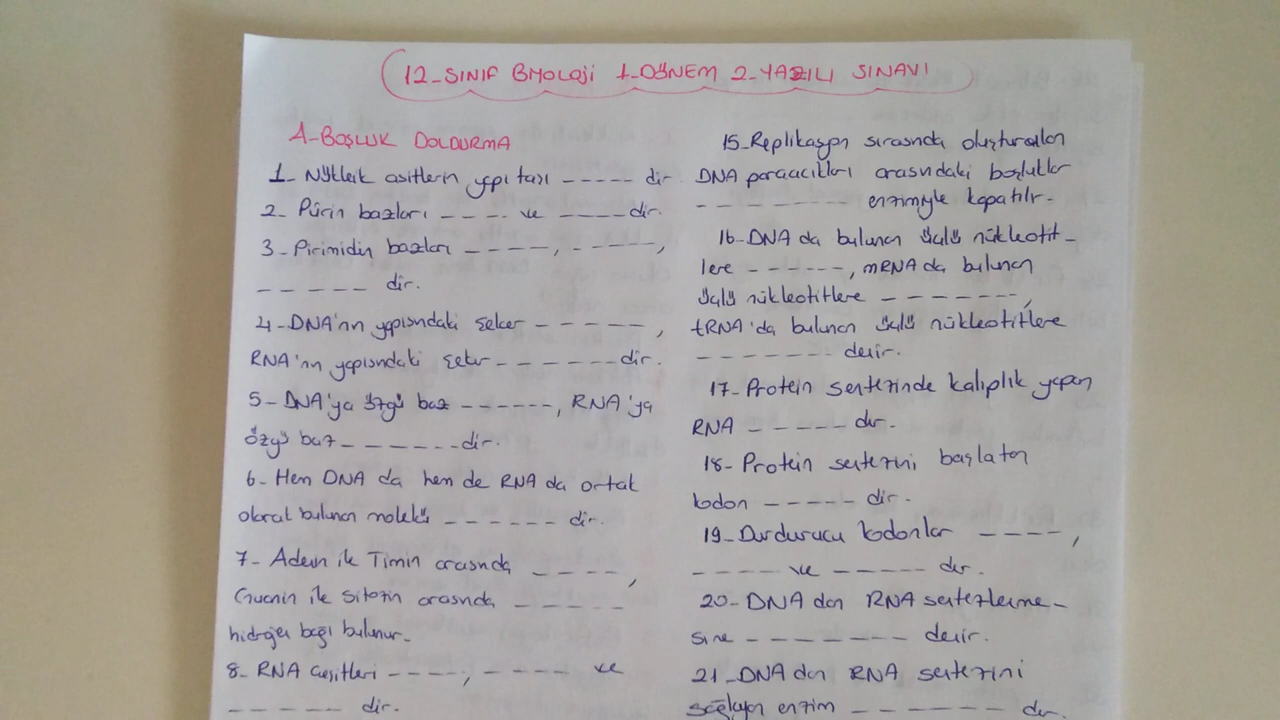 12-SINIF BİYOLOJİ 1-DÖNEM 2-YAZILI SINAVI
A-BOŞLUK DOLDURMA
1- Nükleik asitlerin yapı taşı ----- dir
2- Pürin bazları ---- ve ---- dir.
3- Pirimidin bazları ----, -----,
----- dir.
4- DNA'nın yapısındaki şeker -----,
RNA'nın yapısındaki şeker ------ dir.
5- DNA'ya özgü baz ------, RNA'ya
özgü baz ------ dir.
6- Hem DNA da hem de RNA da ortak
olarak bulunan molekül ------ dir.
7- Adenin ile Timin arasında ----,
Guanin ile Sitozin arasında -----
hidrojen bağı bulunur.
8- RNA çeşitleri ----, ---- ve
----- dir.
15- Replikasyon sırasında oluşturulan
DNA parçacıkları arasındaki boşluklar
-------- enzimiyle kapatılır.
16- DNA da bulunan üçlü nükleotit-
lere ------, mRNA da bulunan
üçlü nükleotitlere -------,
tRNA'da bulunan üçlü nükleotitlere
------- denir.
17- Protein sentezinde kalıplık yapan
RNA ----- dır.
18- Protein sentezini başlatan
kodon ----- dir.
19- Durdurucu kodonlar ----,
----- ve ----- dır.
20- DNA dan RNA sentezlenme-
sine ------- denir.
21- DNA dan RNA sentezini
sağlayan enzim ------- dır.